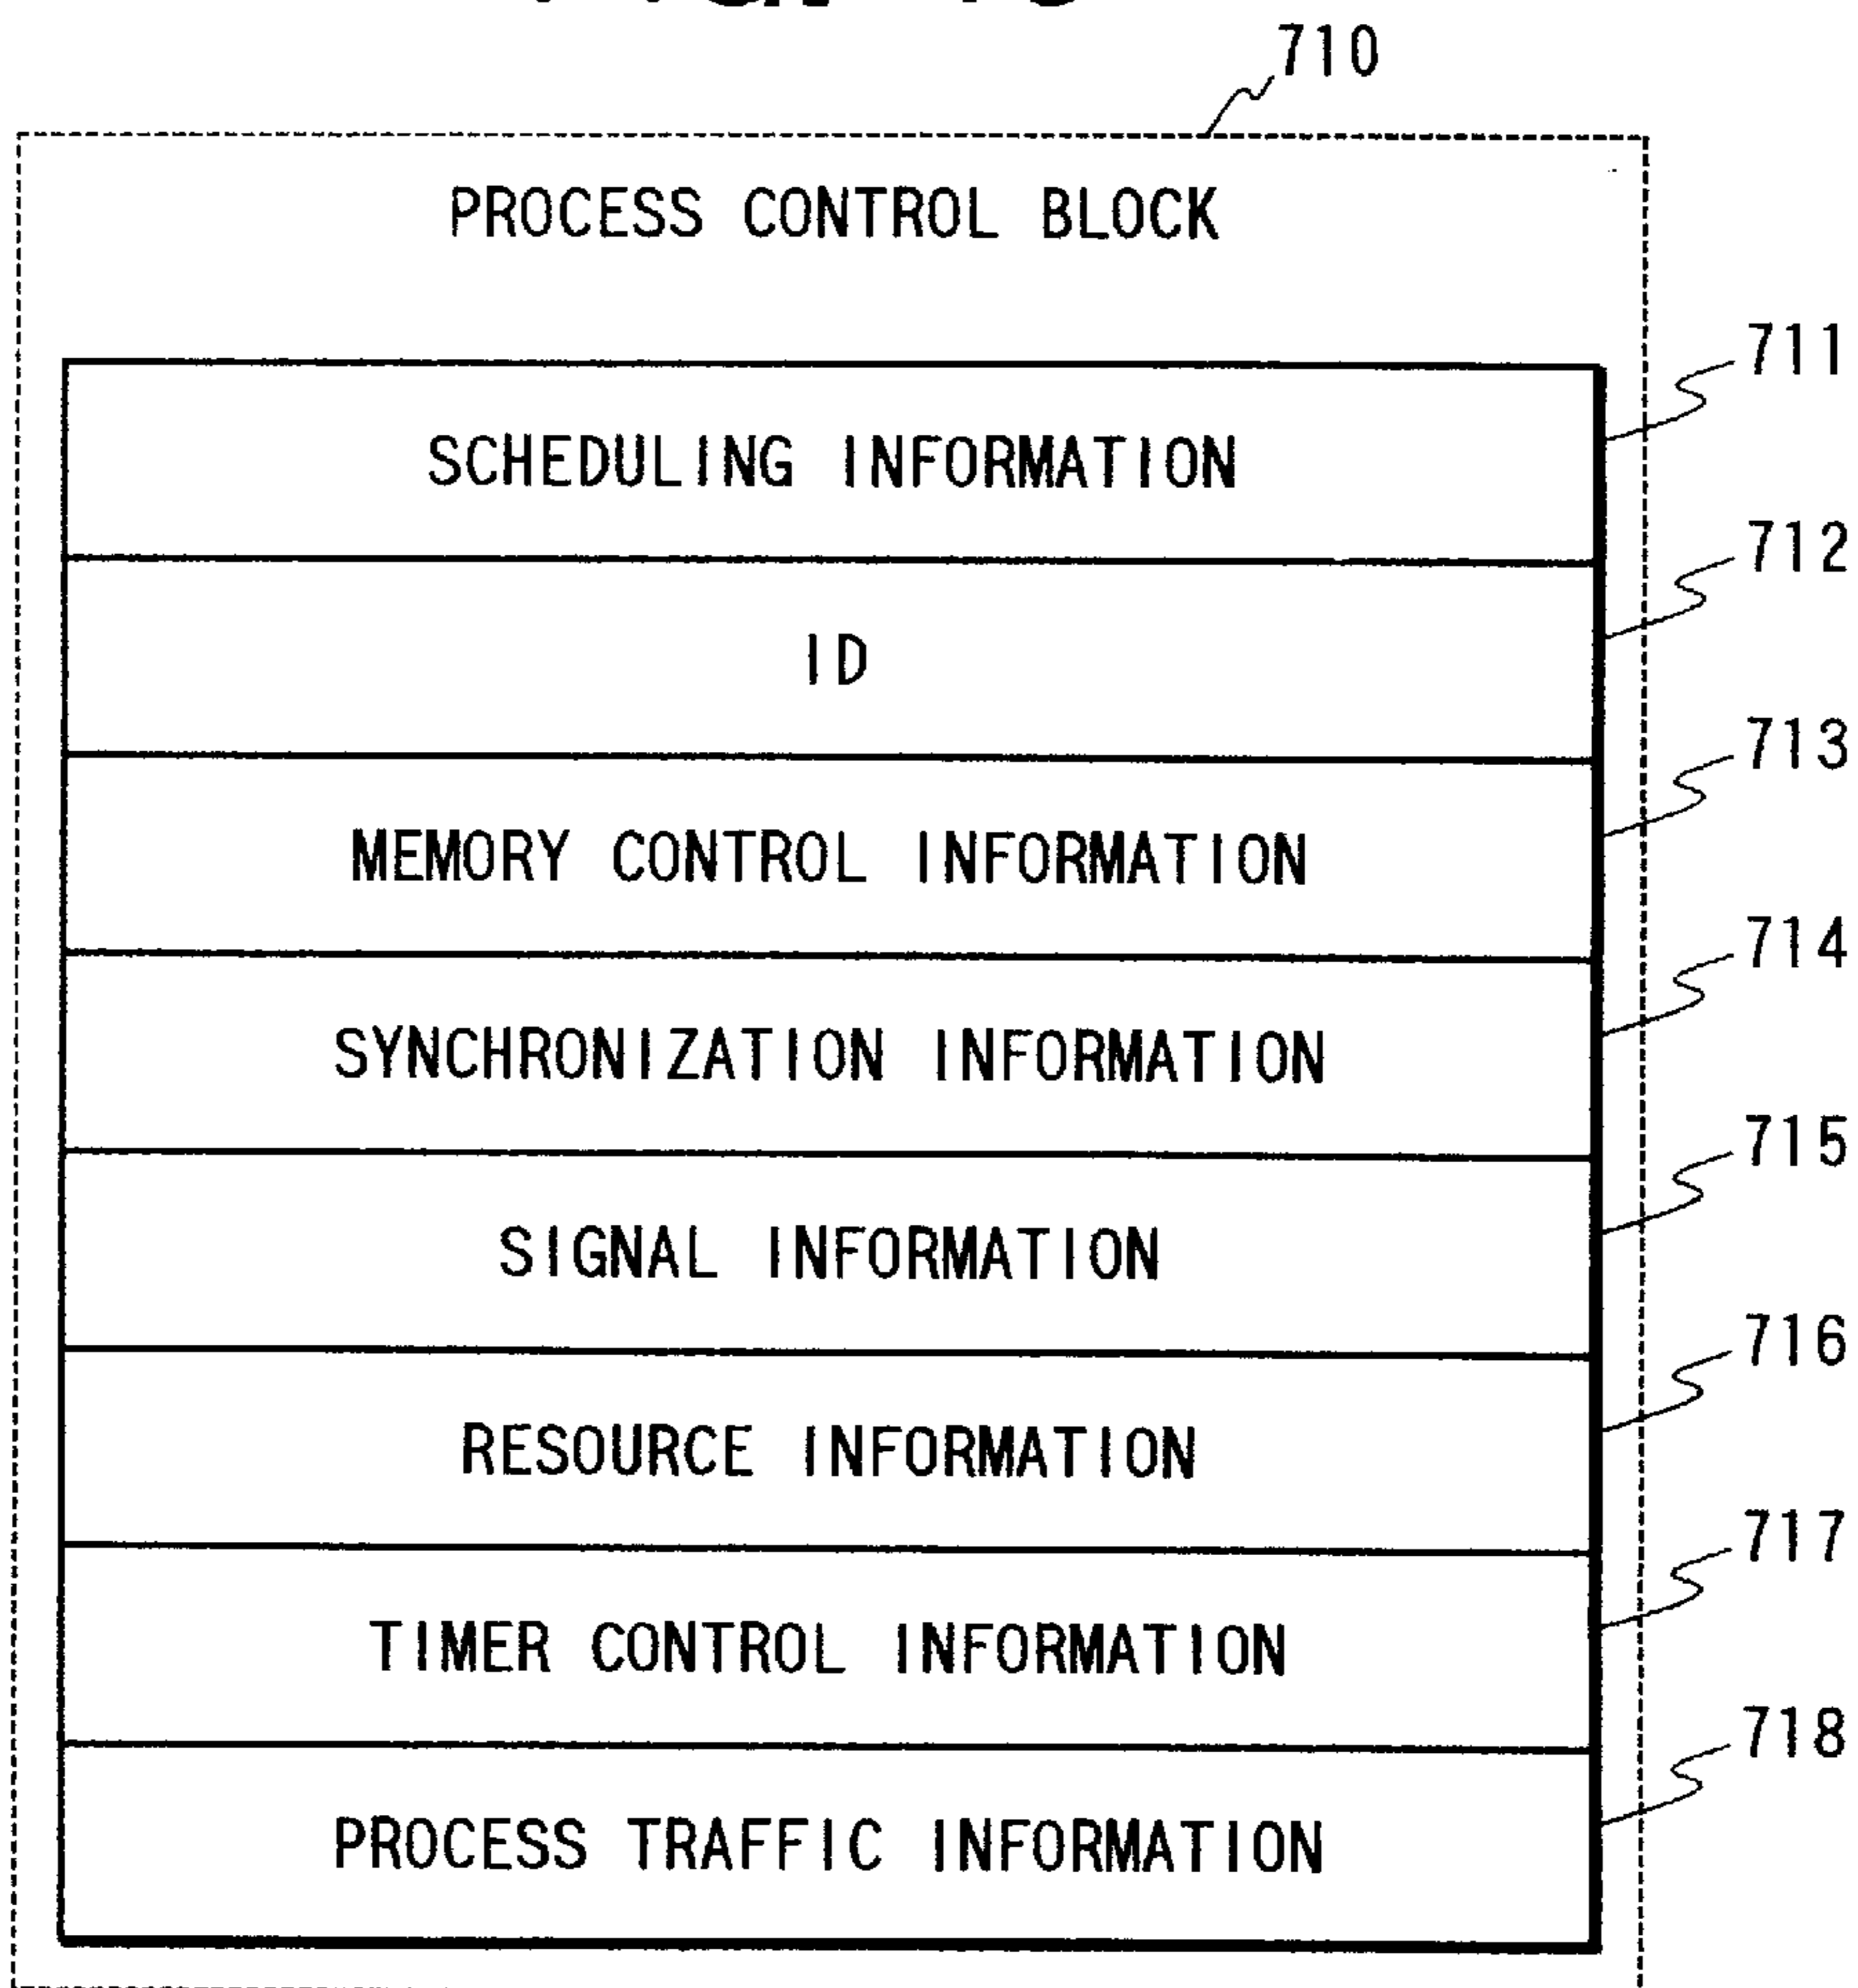 710
PROCESS CONTROL BLOCK
SCHEDULING INFORMATION
711
ID
712
MEMORY CONTROL INFORMATION
713
SYNCHRONIZATION INFORMATION
714
SIGNAL INFORMATION
715
RESOURCE INFORMATION
716
TIMER CONTROL INFORMATION
717
PROCESS TRAFFIC INFORMATION
718